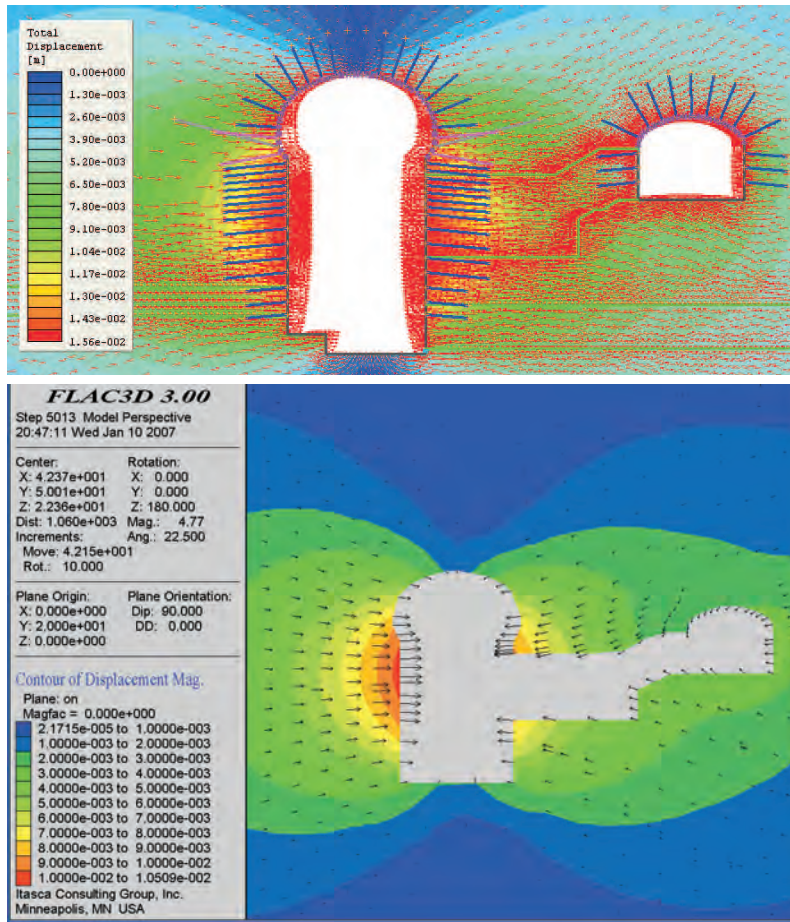 Total
Displacement
[m]
0.00e+000
1.30e-003
2.60e-003
3.90e-003
5.20e-003
6.50e-003
7.80e-003
9.10e-003
1.04e-002
1.17e-002
1.30e-002
1.43e-002
1.56e-002
FLAC3D 3.00
Step 5013 Model Perspective
20:47:11 Wed Jan 10 2007
Center: Rotation:
X: 4.237e+001 X: 0.000
Y: 5.001e+001 Y: 0.000
Z: 2.236e+001 Z: 180.000
Dist: 1.060e+003 Mag.: 4.77
Increments: Ang.: 22.500
Move: 4.215e+001
Rot.: 10.000
Plane Origin: Plane Orientation:
X: 0.000e+000 Dip: 90.000
Y: 2.000e+001 DD: 0.000
Z: 0.000e+000
Contour of Displacement Mag.
Plane: on
Magfac = 0.000e+000
2.1715e-005 to 1.0000e-003
1.0000e-003 to 2.0000e-003
2.0000e-003 to 3.0000e-003
3.0000e-003 to 4.0000e-003
4.0000e-003 to 5.0000e-003
5.0000e-003 to 6.0000e-003
6.0000e-003 to 7.0000e-003
7.0000e-003 to 8.0000e-003
8.0000e-003 to 9.0000e-003
9.0000e-003 to 1.0000e-002
1.0000e-002 to 1.0509e-002
Itasca Consulting Group, Inc.
Minneapolis, MN USA